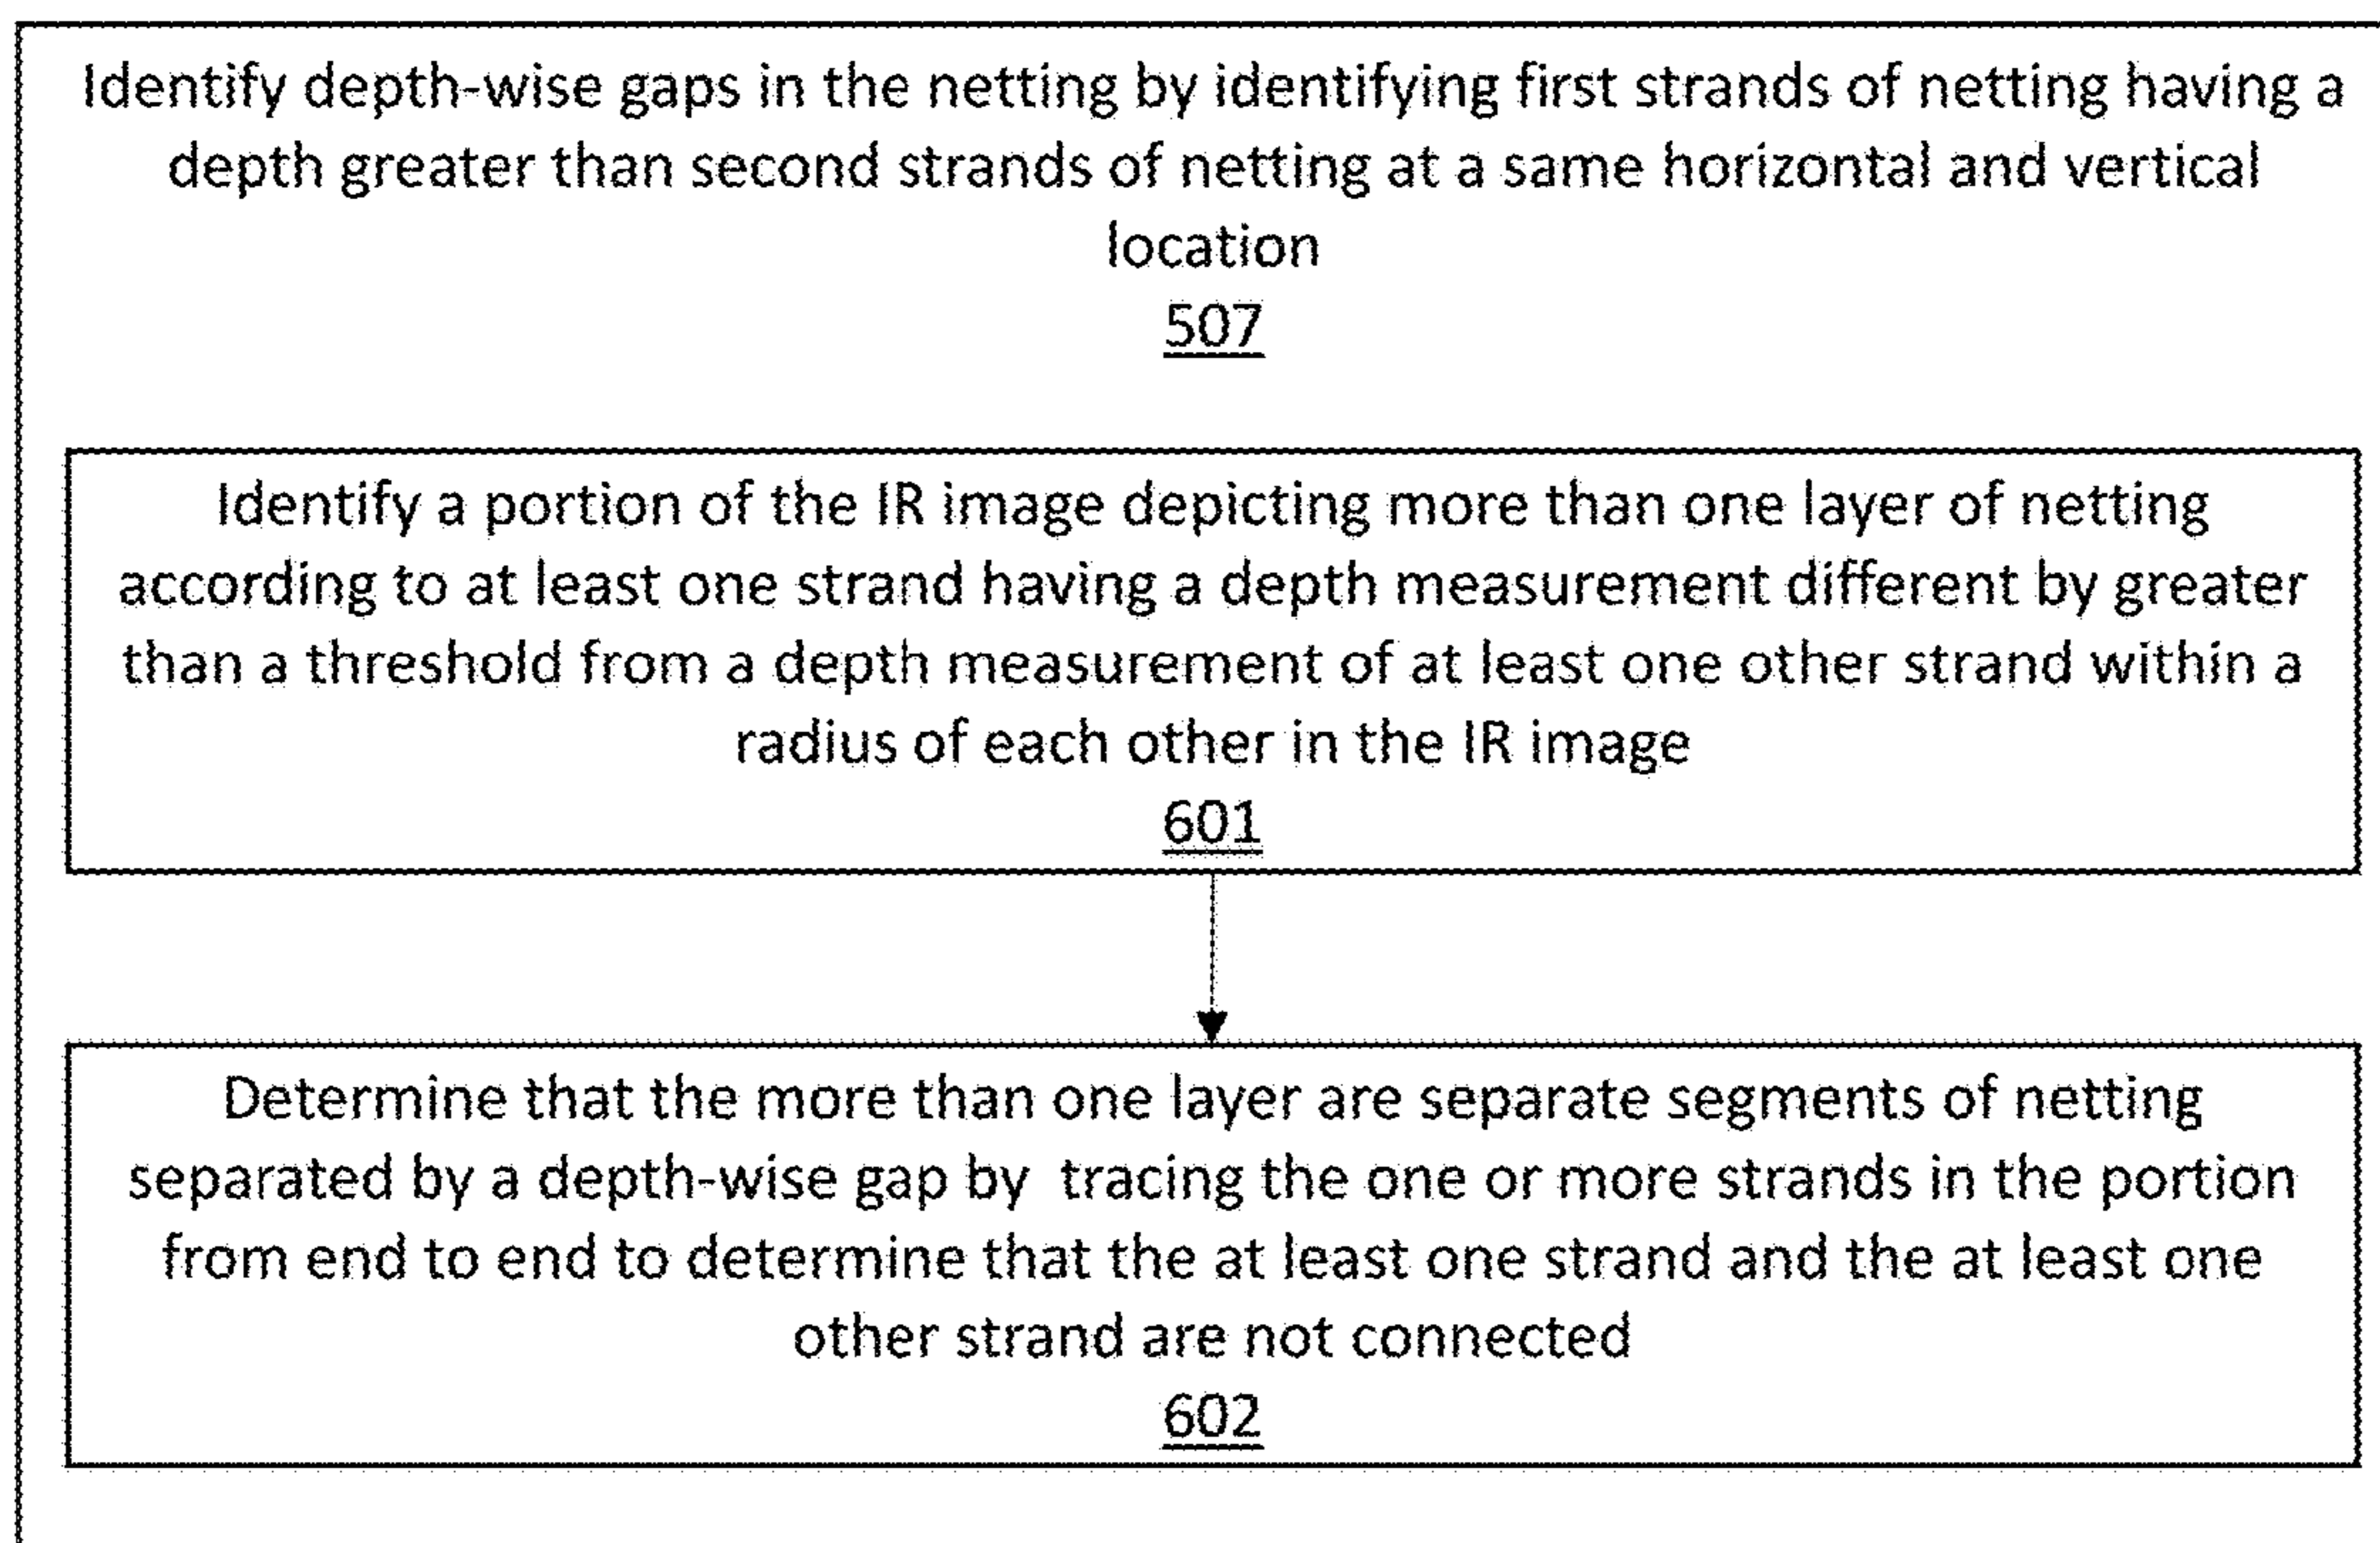 Identify depth-wise gaps in the netting by identifying first strands of netting having a
depth greater than second strands of netting at a same horizontal and vertical
location
507
Identify a portion of the IR image depicting more than one layer of netting
according to at least one strand having a depth measurement different by greater
than a threshold from a depth measurement of at least one other strand within a
radius of each other in the IR image
601
Determine that the more than one layer are separate segments of netting
separated by a depth-wise gap by tracing the one or more strands in the portion
from end to end to determine that the at least one strand and the at least one
other strand are not connected
602